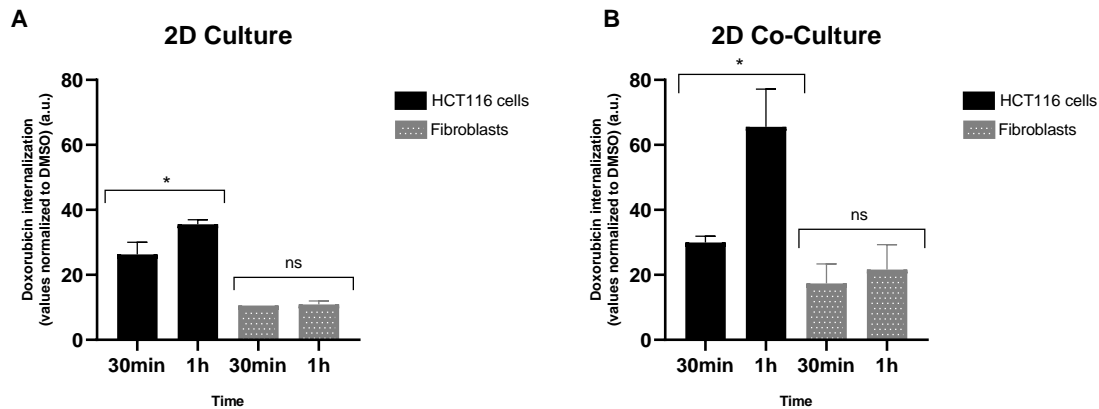 A
2D Culture
Doxorubicin internalization
(values normalized to DMSO) (a.u.)
80
60
40
20
0
*
ns
30min 1h 30min 1h
Time
HCT116 cells
Fibroblasts
B
2D Co-Culture
Doxorubicin internalization
(values normalized to DMSO) (a.u.)
80
60
40
20
0
*
ns
30min 1h 30min 1h
Time
HCT116 cells
Fibroblasts